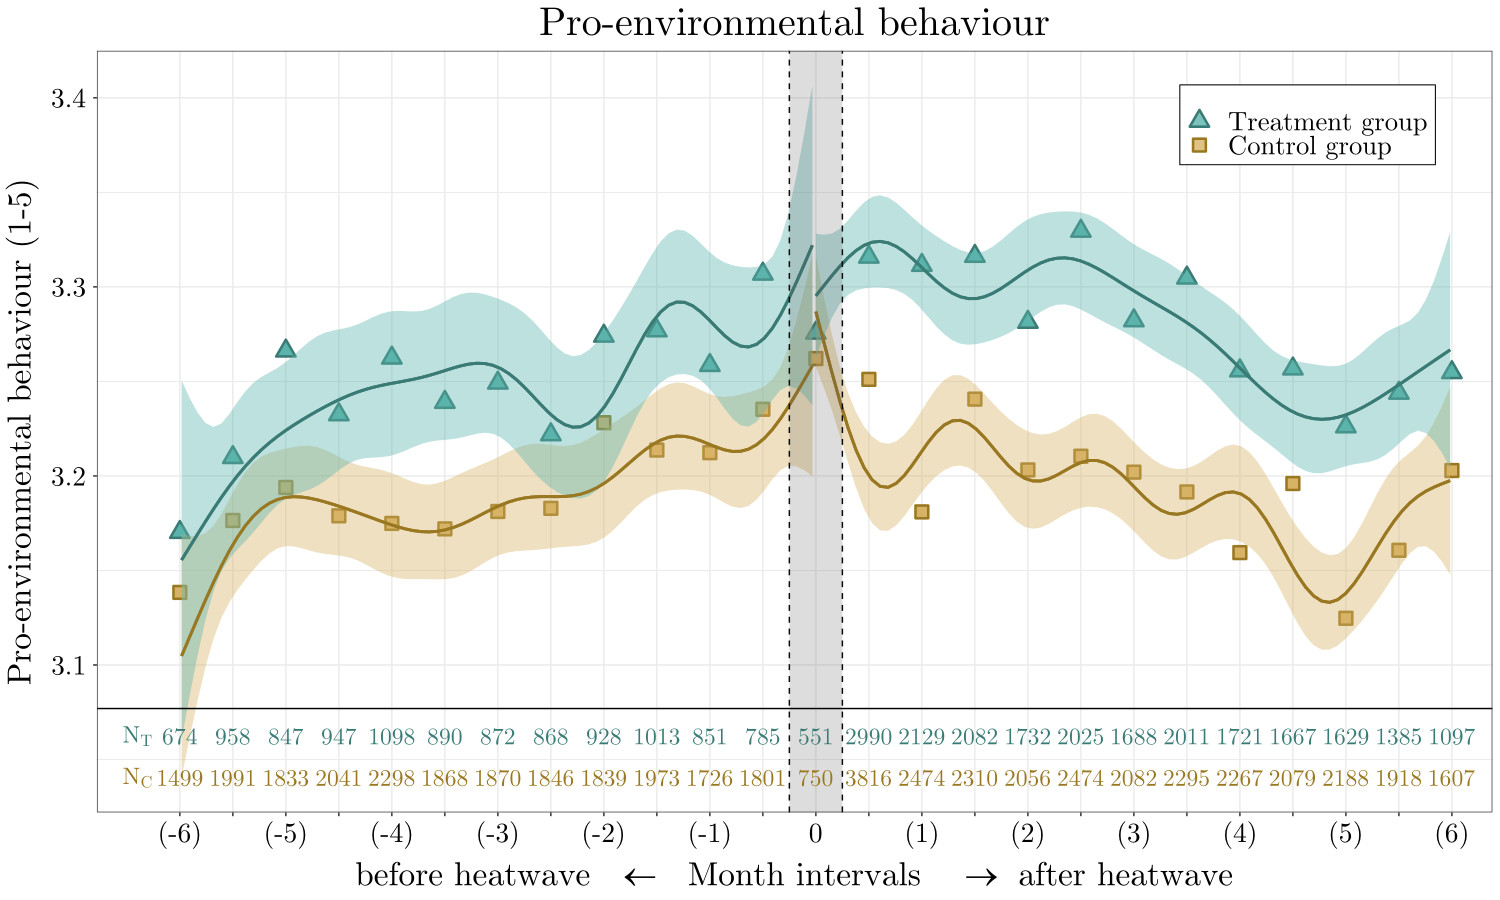 Pro-environmental behaviour
Pro-environmental behaviour (1-5)
3.4
3.3
3.2
3.1
Treatment group
Control group
N_T 674 958 847 947 1098 890 872 868 928 1013 851 785 551 2990 2129 2082 1732 2025 1688 2011 1721 1667 1629 1385 1097
N_C 1499 1991 1833 2041 2298 1868 1870 1846 1839 1973 1726 1801 750 3816 2474 2310 2056 2474 2082 2295 2267 2079 2188 1918 1607
(-6) (-5) (-4) (-3) (-2) (-1) 0 (1) (2) (3) (4) (5) (6)
before heatwave ← Month intervals → after heatwave